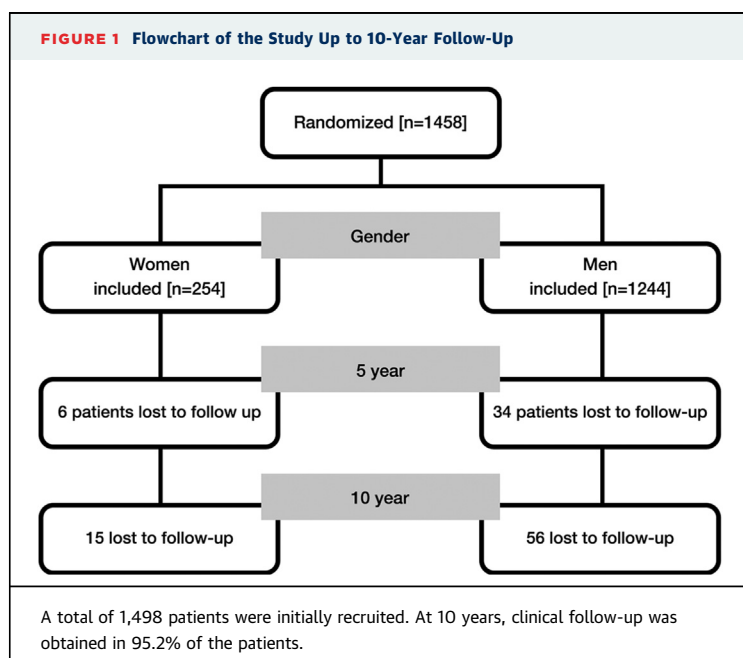 FIGURE 1 Flowchart of the Study Up to 10-Year Follow-Up
Randomized [n=1458]
Gender
Women
included [n=254]
Men
included [n=1244]
5 year
6 patients lost to follow up
34 patients lost to follow-up
10 year
15 lost to follow-up
56 lost to follow-up
A total of 1,498 patients were initially recruited. At 10 years, clinical follow-up was
obtained in 95.2% of the patients.